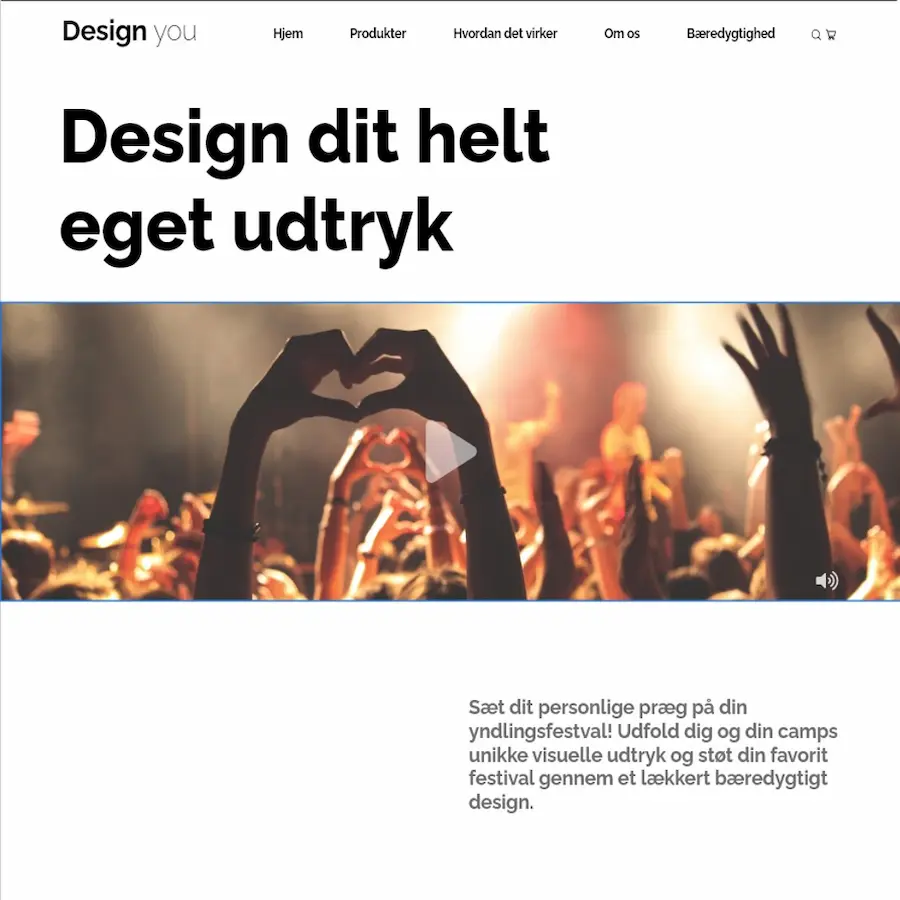 Design you
Hjem Produkter Hvordan det virker Om os Bæredygtighed
Design dit helt
eget udtryk
Sæt dit personlige præg på din
yndlingsfestval! Udfold dig og din camps
unikke visuelle udtryk og støt din favorit
festival gennem et lækkert bæredygtigt
design.